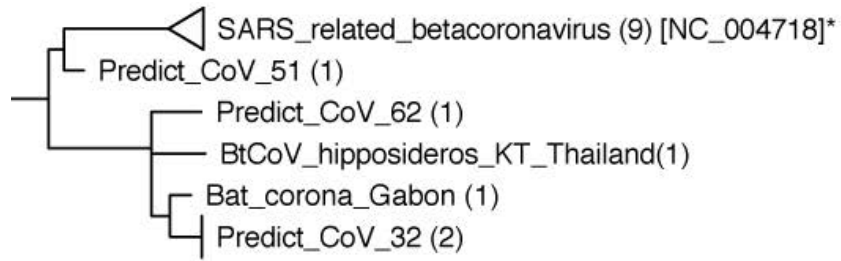 SARS_related_betacoronavirus (9) [NC_004718]*
Predict_CoV_51 (1)
Predict_CoV_62 (1)
BtCoV_hipposideros_KT_Thailand(1)
Bat_corona_Gabon (1)
Predict_CoV_32 (2)